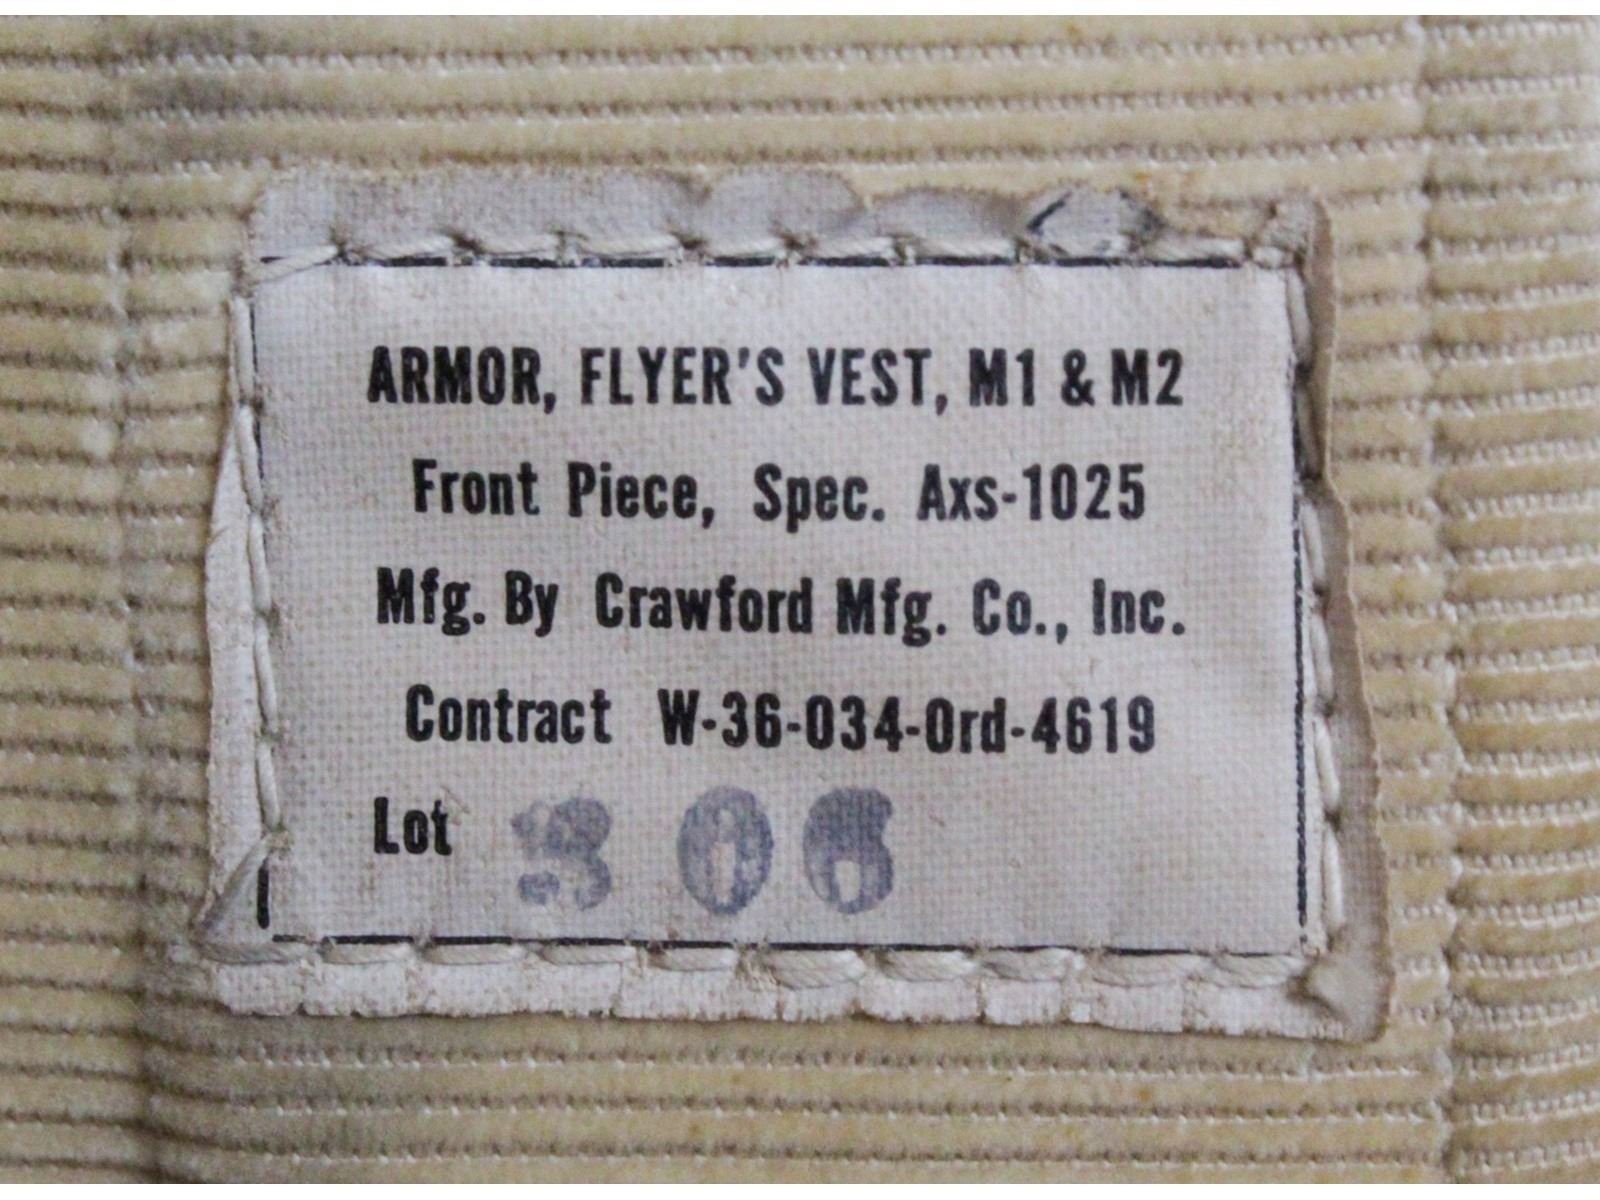 ARMOR, FLYER'S VEST, M1 & M2
Front Piece, Spec. Axs-1025
Mfg. By Crawford Mfg. Co., Inc.
Contract W-36-034-Ord-4619
Lot 306